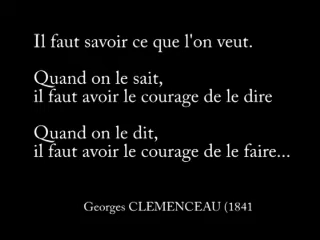 Il faut savoir ce que l'on veut.
Quand on le sait,
il faut avoir le courage de le dire
Quand on le dit,
il faut avoir le courage de le faire...
Georges CLEMENCEAU (1841